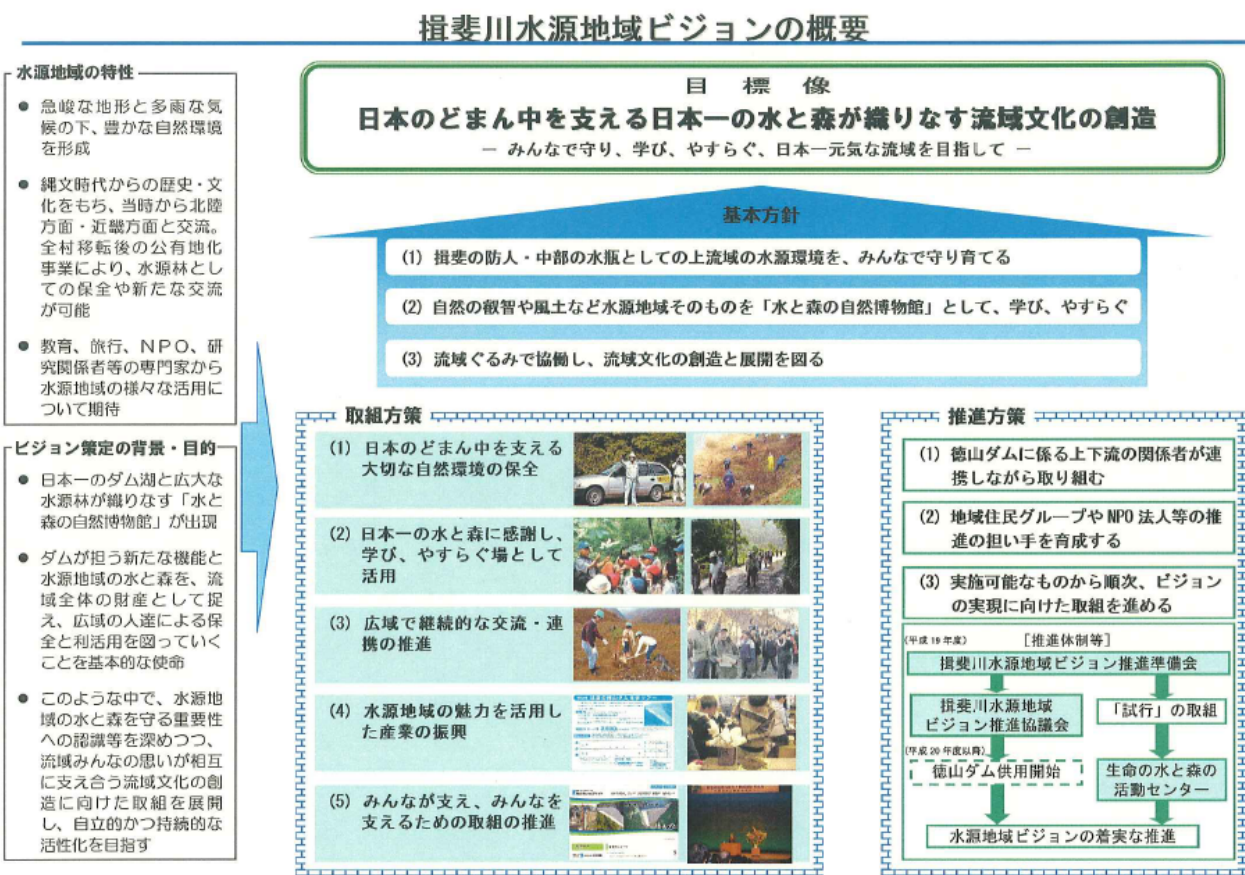 揖斐川水源地域ビジョンの概要
水源地域の特性
● 急峻な地形と多雨な気
候の下、豊かな自然環境
を形成
● 縄文時代からの歴史・文
化をもち、当時から北陸
方面・近畿方面と交流。
全村移転後の公有地化
事業により、水源林とし
ての保全や新たな交流
が可能
● 教育、旅行、NPO、研
究関係者等の専門家から
水源地域の様々な活用に
ついて期待
ビジョン策定の背景・目的
● 日本一のダム湖と広大な
水源林が織りなす「水と
森の自然博物館」が出現
● ダムが担う新たな機能と
水源地域の水と森を、流
域全体の財産として捉
え、広域の人達による保
全と利活用を図っていく
ことを基本的な使命
● このような中で、水源地
域の水と森を守る重要性
への認識等を深めつつ、
流域みんなの思いが相互
に支え合う流域文化の創
造に向けた取組を展開
し、自立的かつ持続的な
活性化を目指す
目標像
日本のどまん中を支える日本一の水と森が織りなす流域文化の創造
― みんなで守り、学び、やすらぐ、日本一元気な流域を目指して ―
基本方針
(1) 揖斐の防人・中部の水瓶としての上流域の水源環境を、みんなで守り育てる
(2) 自然の叡智や風土など水源地域そのものを「水と森の自然博物館」として、学び、やすらぐ
(3) 流域ぐるみで協働し、流域文化の創造と展開を図る
取組方策
(1) 日本のどまん中を支える
大切な自然環境の保全
(2) 日本一の水と森に感謝し、
学び、やすらぐ場として
活用
(3) 広域で継続的な交流・連
携の推進
(4) 水源地域の魅力を活用し
た産業の振興
(5) みんなが支え、みんなを
支えるための取組の推進
推進方策
(1) 徳山ダムに係る上下流の関係者が連
携しながら取り組む
(2) 地域住民グループやNPO法人等の推
進の担い手を育成する
(3) 実施可能なものから順次、ビジョン
の実現に向けた取組を進める
(平成19年度) [推進体制等]
揖斐川水源地域ビジョン推進準備会
揖斐川水源地域
ビジョン推進協議会
「試行」の取組
(平成20年度以降)
徳山ダム供用開始
生命の水と森の
活動センター
水源地域ビジョンの着実な推進